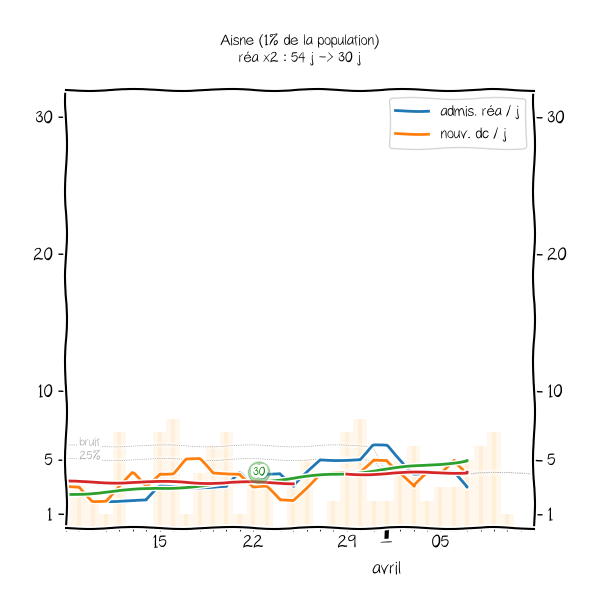 Aisne (1% de la population)
réa x2 : 54 j -> 30 j
admis. réa / j
nouv. dc / j
30
30
20
20
10
10
bruit
25%
5
5
30
1
1
15
22
29
1
05
avril